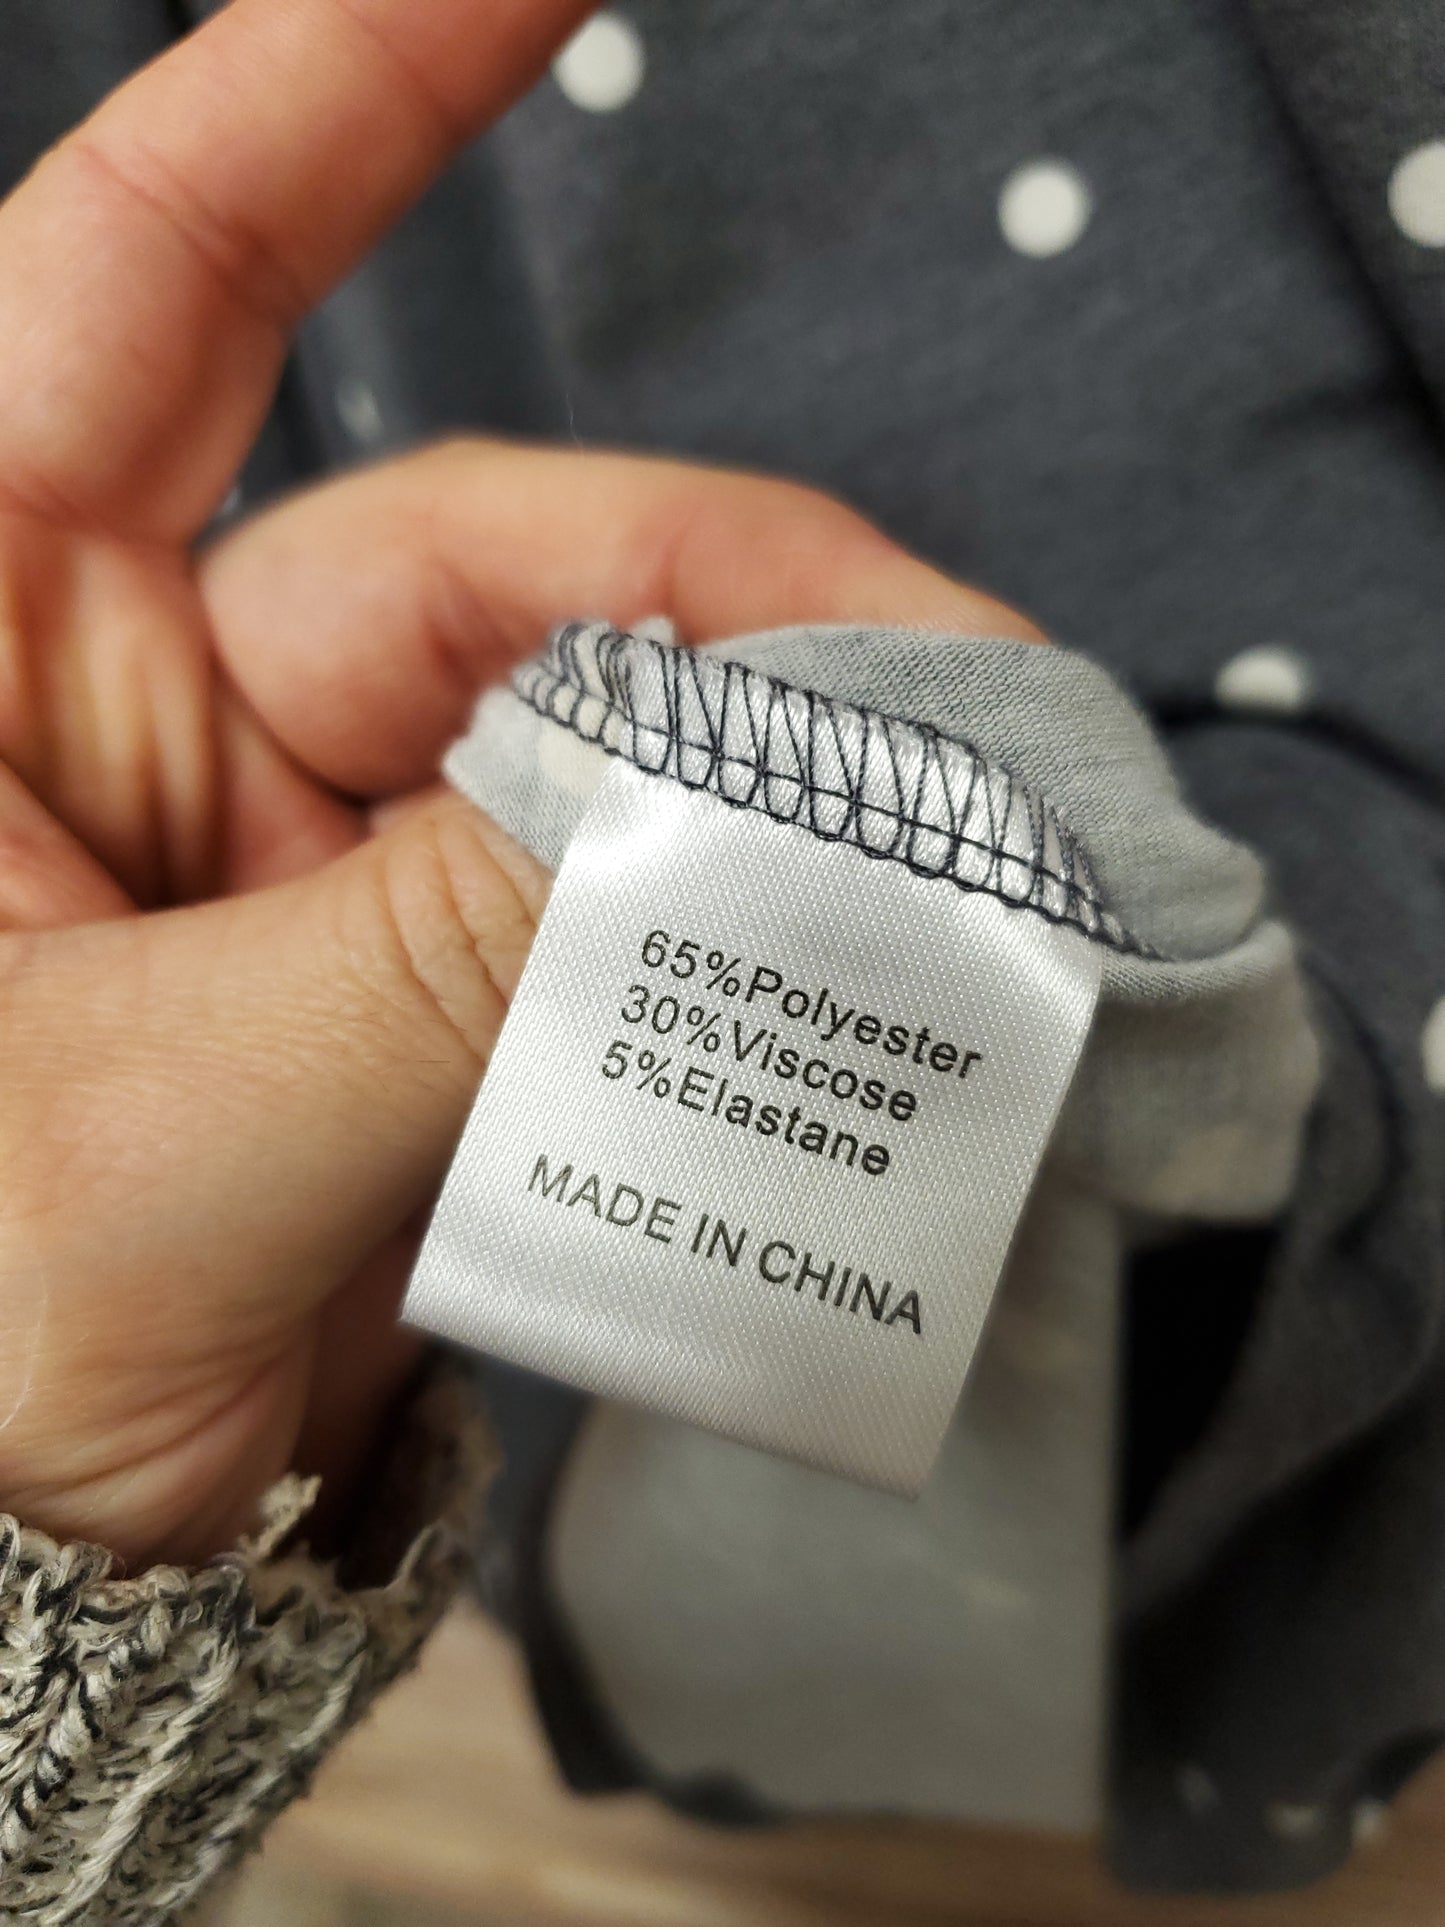 65%Polyester
30%Viscose
5%Elastane
MADE IN CHINA